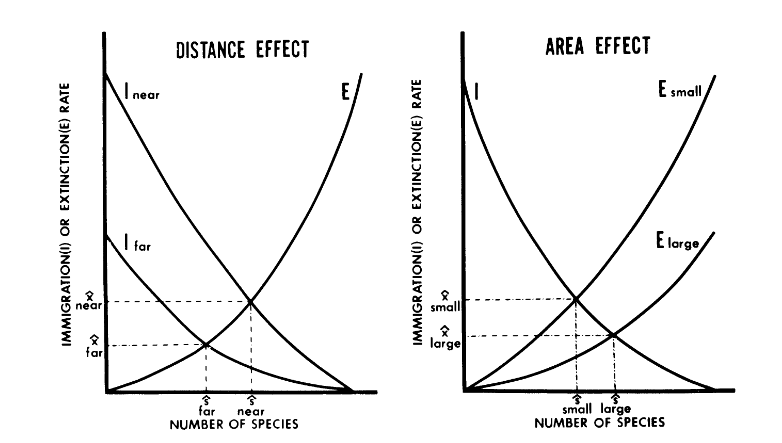 DISTANCE EFFECT
IMMIGRATION(I) OR EXTINCTION(E) RATE
I near
E
I far
x̂
near
x̂
far
ŝ
far
ŝ
near
NUMBER OF SPECIES
AREA EFFECT
IMMIGRATION(I) OR EXTINCTION(E) RATE
I
E small
E large
x̂
small
x̂
large
ŝ
small
ŝ
large
NUMBER OF SPECIES